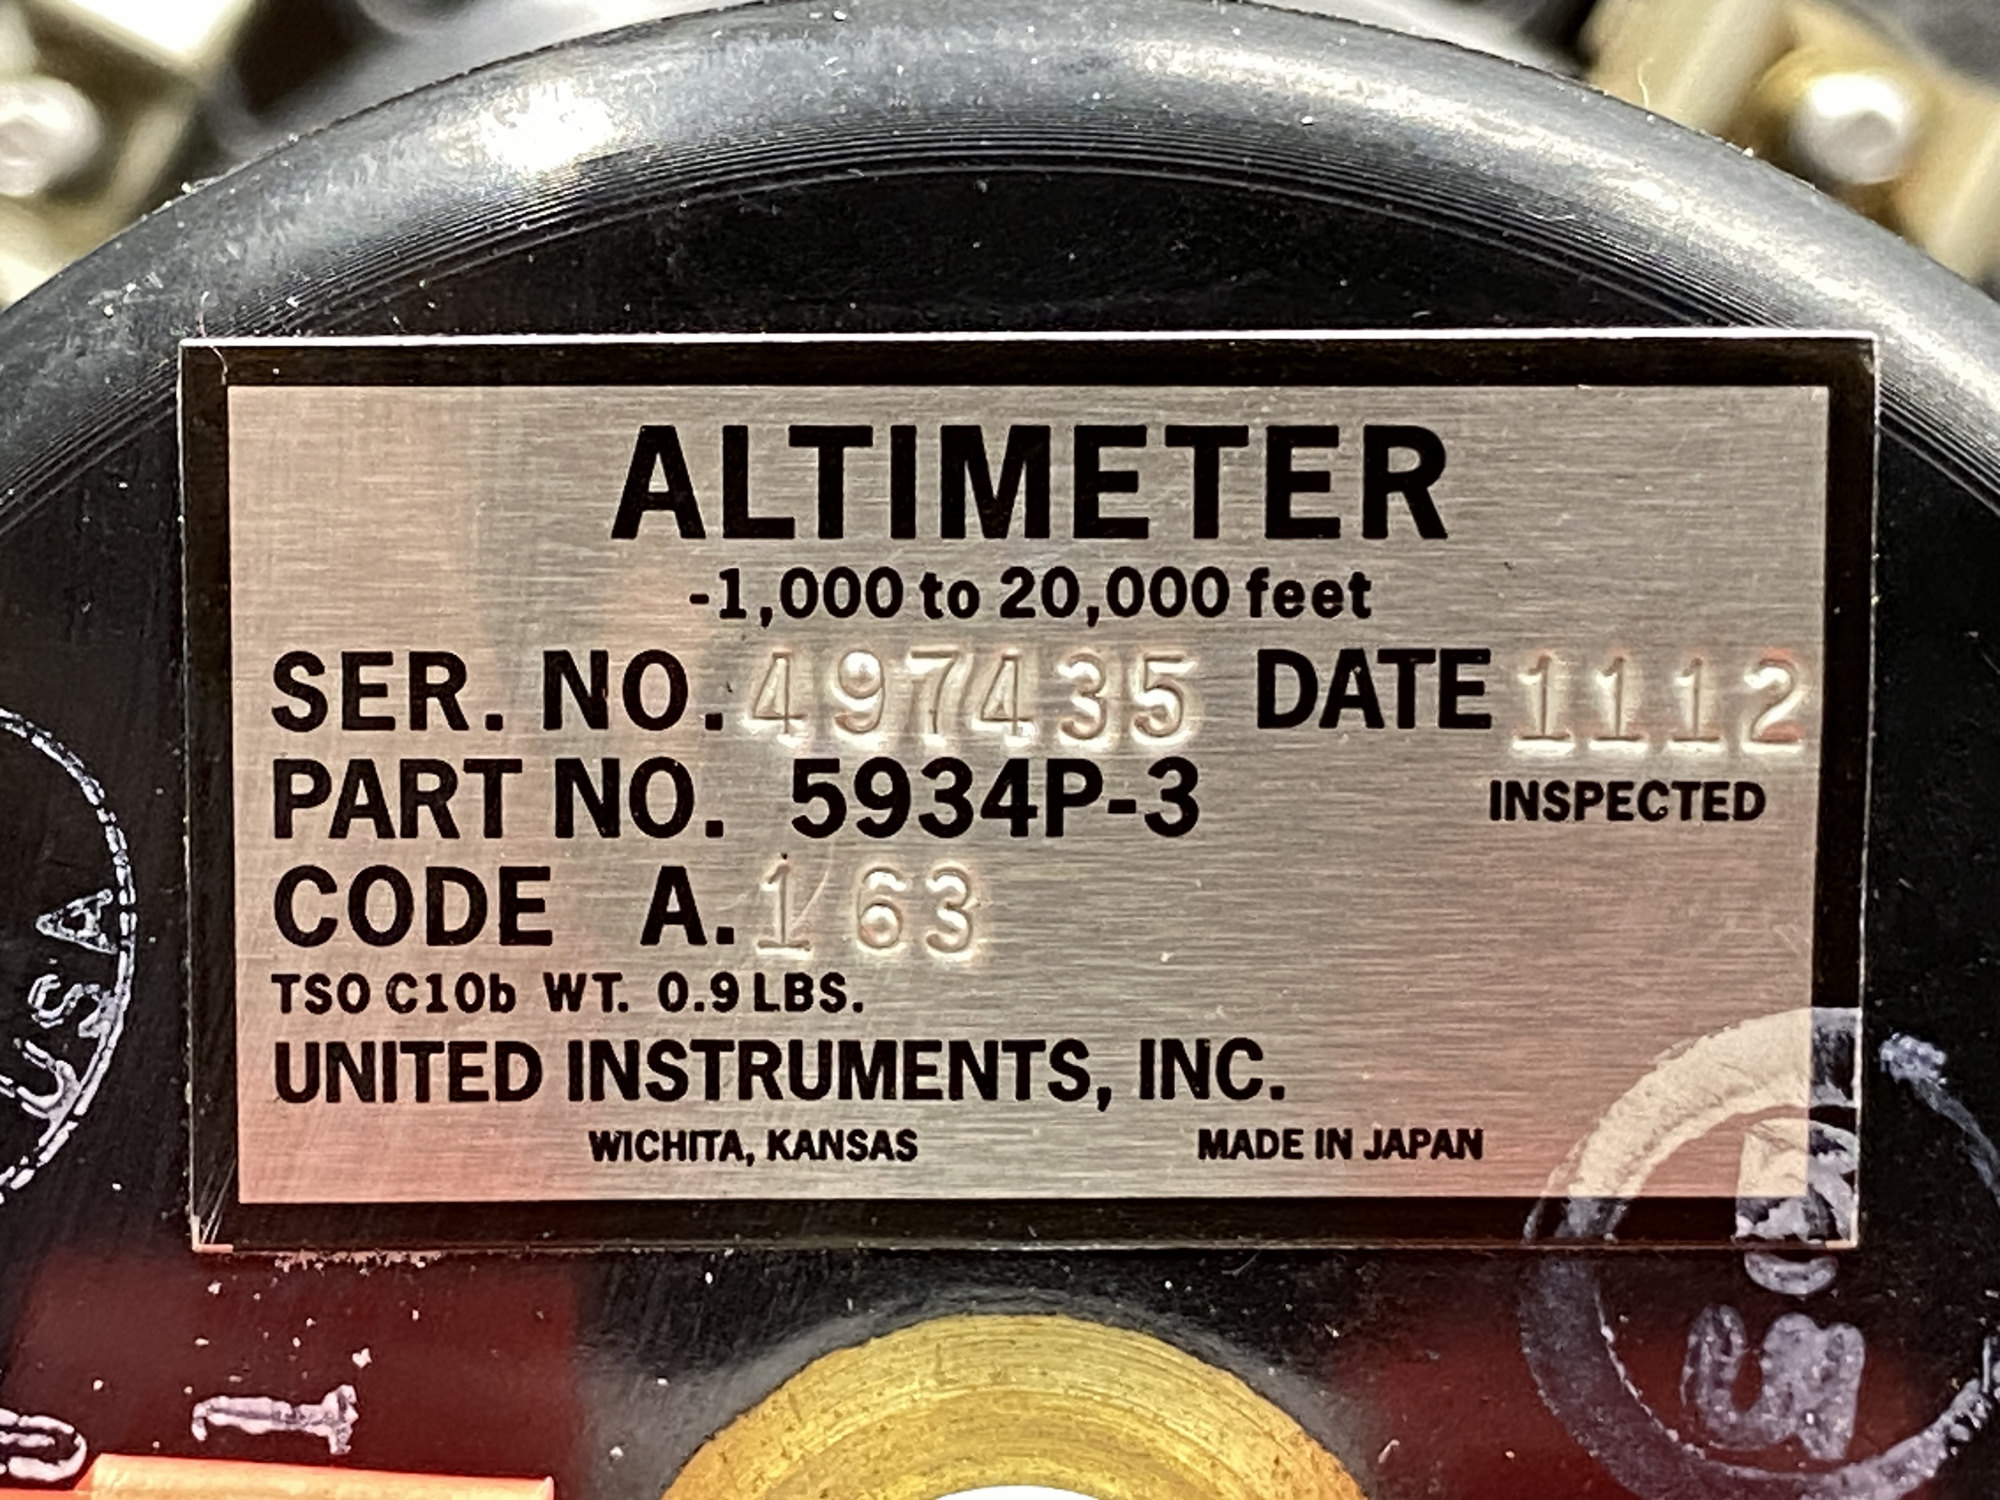 ALTIMETER
-1,000 to 20,000 feet
SER. NO. 497435 DATE 1112
PART NO. 5934P-3 INSPECTED
CODE A. 163
TSO C10b WT. 0.9 LBS.
UNITED INSTRUMENTS, INC.
WICHITA, KANSAS MADE IN JAPAN
USA
1